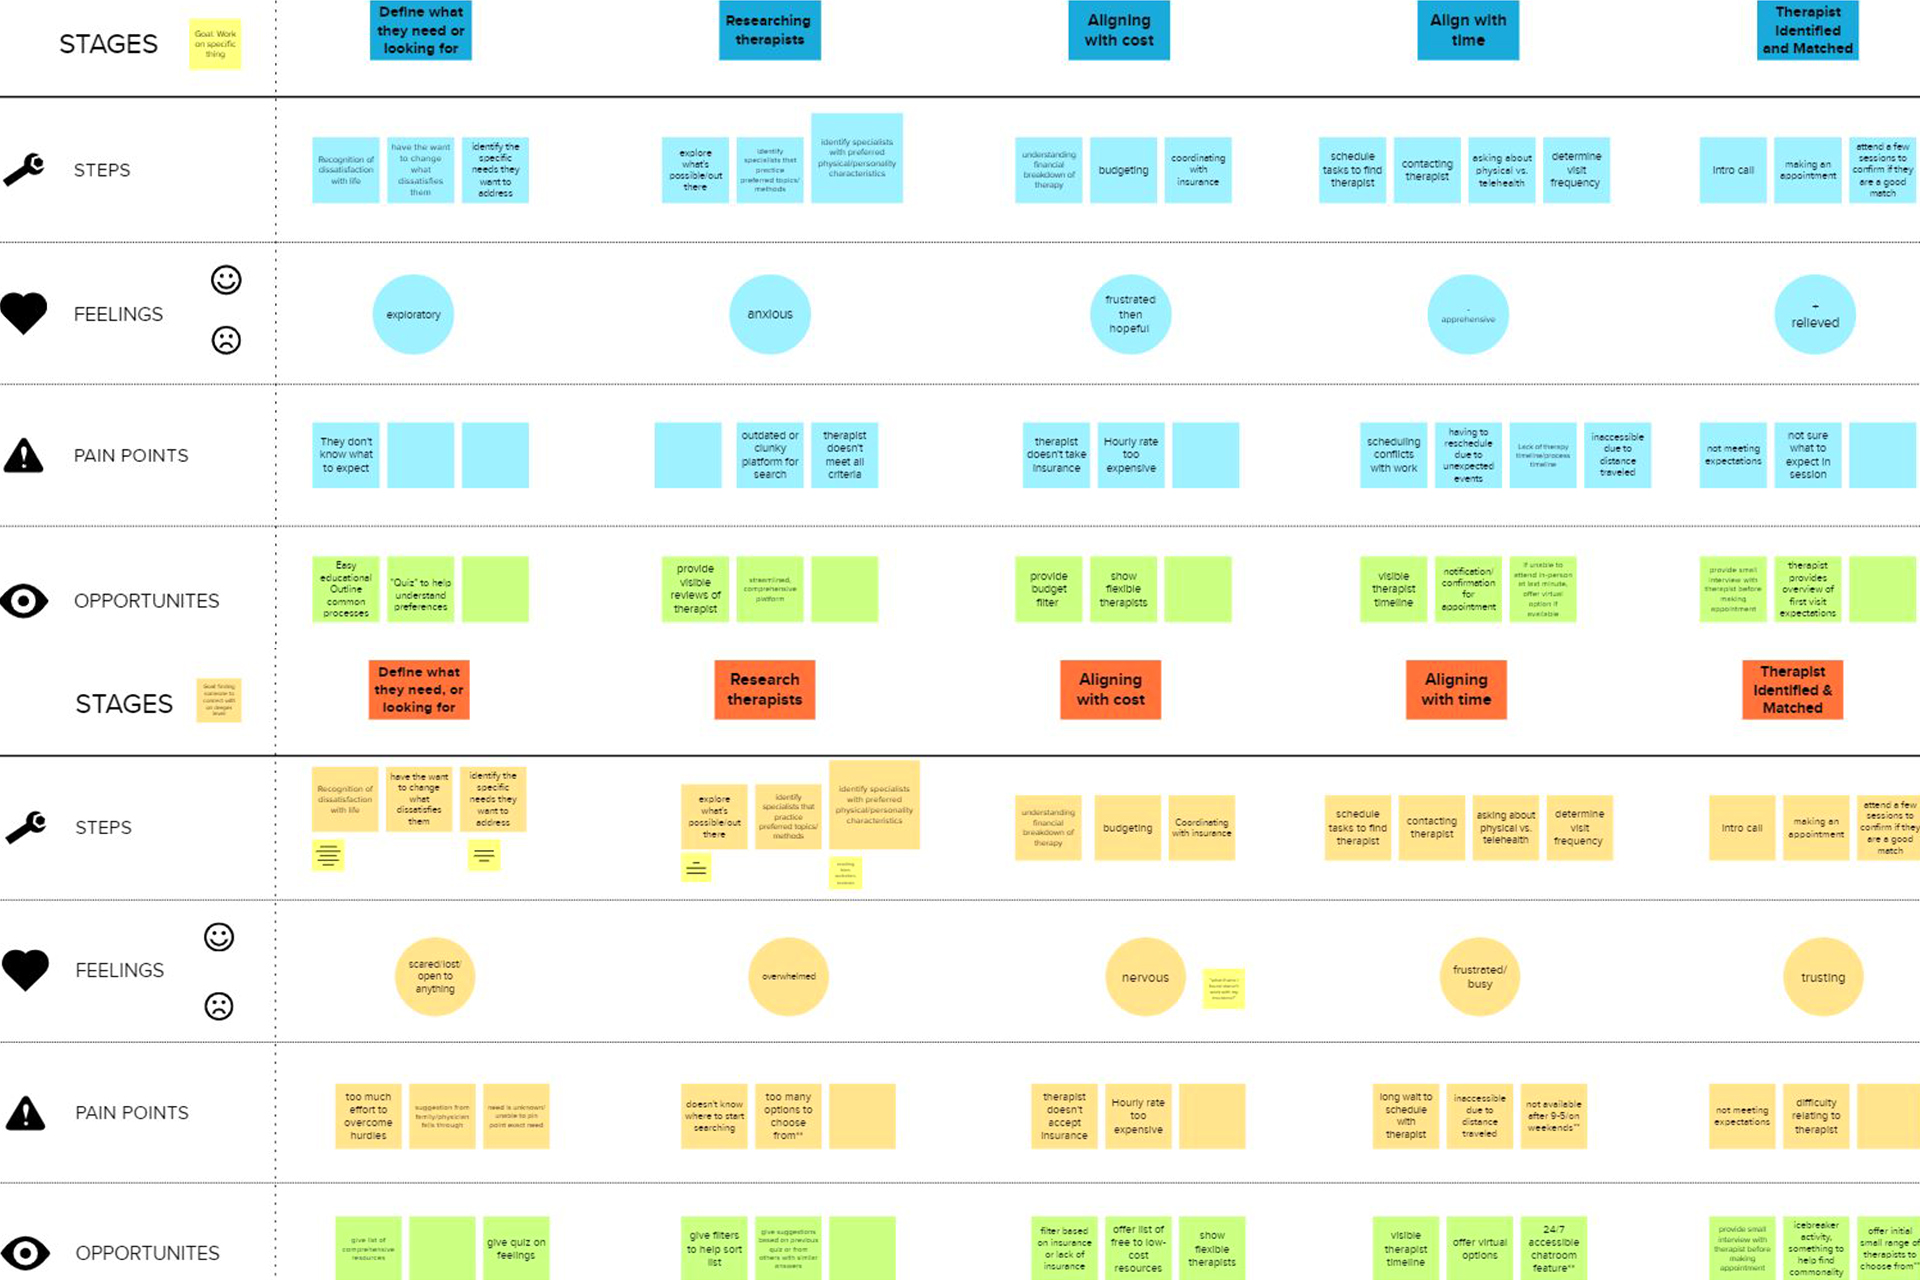 STAGES
Goal: Work
on specific
thing
Define what
they need or
looking for
Researching
therapists
Aligning
with cost
Align with
time
Therapist
Identified
and Matched
STEPS
Recognition of
dissatisfaction
with life
have the want
to change
what
dissatisfies
them
identify the
specific
needs they
want to
address
explore
what's
possible/out
there
identify
specialists that
practice
preferred topics/
methods
identify specialists
with preferred
physical/personality
characteristics
understanding
financial
breakdown of
therapy
budgeting
coordinating
with
insurance
schedule
tasks to find
therapist
contacting
therapist
asking about
physical vs.
telehealth
determine
visit
frequency
Intro call
making an
appointment
attend a few
sessions to
confirm if they
are a good
match
FEELINGS
exploratory
anxious
frustrated
then
hopeful
-
apprehensive
+
relieved
PAIN POINTS
They don't
know what
to expect
outdated or
clunky
platform for
search
therapist
doesn't
meet all
criteria
therapist
doesn't take
insurance
Hourly rate
too
expensive
scheduling
conflicts
with work
having to
reschedule
due to
unexpected
events
Lack of therapy
timeline/process
timeline
inaccessible
due to
distance
traveled
not meeting
expectations
not sure
what to
expect in
session
OPPORTUNITES
Easy
educational
Outline
common
processes
"Quiz" to help
understand
preferences
provide
visible
reviews of
therapist
streamlined,
comprehensive
platform
provide
budget
filter
show
flexible
therapists
visible
therapist
timeline
notification/
confirmation
for
appointment
if unable to
attend in-person
at last minute,
offer virtual
option if
available
provide small
interview with
therapist before
making
appointment
therapist
provides
overview of
first visit
expectations
STAGES
Goal: finding
someone to
connect with
on deeper
level
Define what
they need, or
looking for
Research
therapists
Aligning
with cost
Aligning
with time
Therapist
Identified &
Matched
STEPS
Recognition of
dissatisfaction
with life
have the want
to change
what
dissatisfies
them
identify the
specific
needs they
want to
address
explore
what's
possible/out
there
identify
specialists that
practice
preferred topics/
methods
identify specialists
with preferred
physical/personality
characteristics
understanding
financial
breakdown of
therapy
budgeting
Coordinating
with insurance
schedule
tasks to find
therapist
contacting
therapist
asking about
physical vs.
telehealth
determine
visit
frequency
Intro call
making an
appointment
attend a few
sessions to
confirm if they
are a good
match
FEELINGS
scared/lost/
open to
anything
overwhelmed
nervous
frustrated/
busy
trusting
PAIN POINTS
too much
effort to
overcome
hurdles
suggestion from
family/physician
falls through
need is unknown/
unable to pin
point exact need
doesn't know
where to start
searching
too many
options to
choose
from**
therapist
doesn't
accept
insurance
Hourly rate
too
expensive
long wait to
schedule
with
therapist
inaccessible
due to
distance
traveled
not available
after 9-5/on
weekends**
not meeting
expectations
difficulty
relating to
therapist
OPPORTUNITES
give list of
comprehensive
resources
give quiz on
feelings
give filters
to help sort
list
give suggestions
based on previous
quiz or from
others with similar
answers
filter based
on insurance
or lack of
insurance
offer list of
free to low-
cost
resources
show
flexible
therapists
visible
therapist
timeline
offer virtual
options
24/7
accessible
chatroom
feature**
provide small
interview with
therapist before
making
appointment
icebreaker
activity,
something to
help find
commonality
offer initial
small range of
therapists to
choose from**